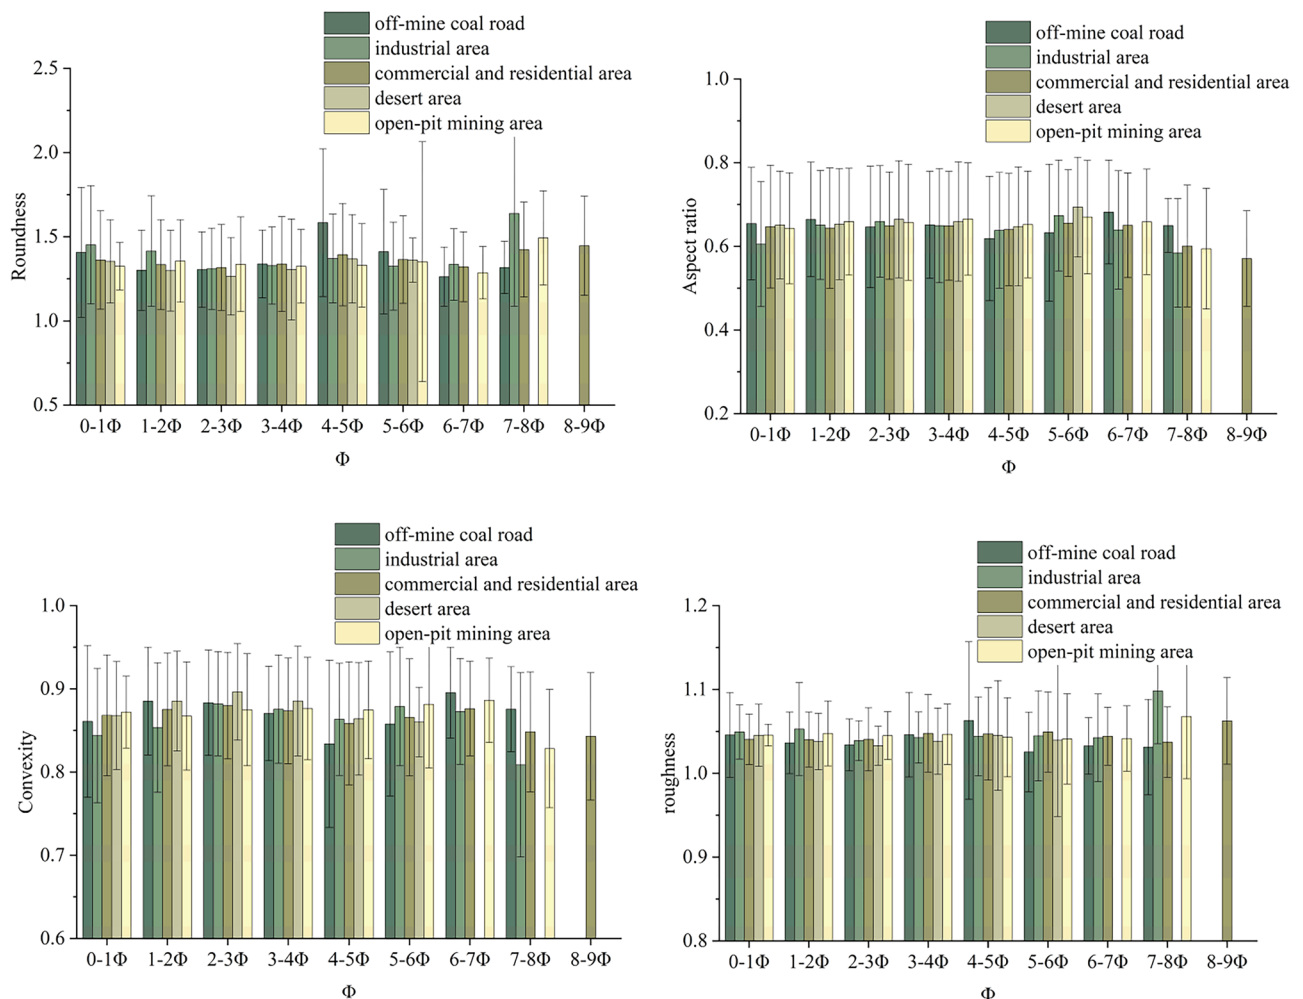 off-mine coal road
industrial area
commercial and residential area
desert area
open-pit mining area
2.5
2.0
1.5
1.0
0.5
Roundness
0-1Φ 1-2Φ 2-3Φ 3-4Φ 4-5Φ 5-6Φ 6-7Φ 7-8Φ 8-9Φ
Φ
off-mine coal road
industrial area
commercial and residential area
desert area
open-pit mining area
1.0
0.8
0.6
0.4
0.2
Aspect ratio
0-1Φ 1-2Φ 2-3Φ 3-4Φ 4-5Φ 5-6Φ 6-7Φ 7-8Φ 8-9Φ
Φ
off-mine coal road
industrial area
commercial and residential area
desert area
open-pit mining area
1.0
0.9
0.8
0.7
0.6
Convexity
0-1Φ 1-2Φ 2-3Φ 3-4Φ 4-5Φ 5-6Φ 6-7Φ 7-8Φ 8-9Φ
Φ
off-mine coal road
industrial area
commercial and residential area
desert area
open-pit mining area
1.2
1.1
1.0
0.9
0.8
roughness
0-1Φ 1-2Φ 2-3Φ 3-4Φ 4-5Φ 5-6Φ 6-7Φ 7-8Φ 8-9Φ
Φ